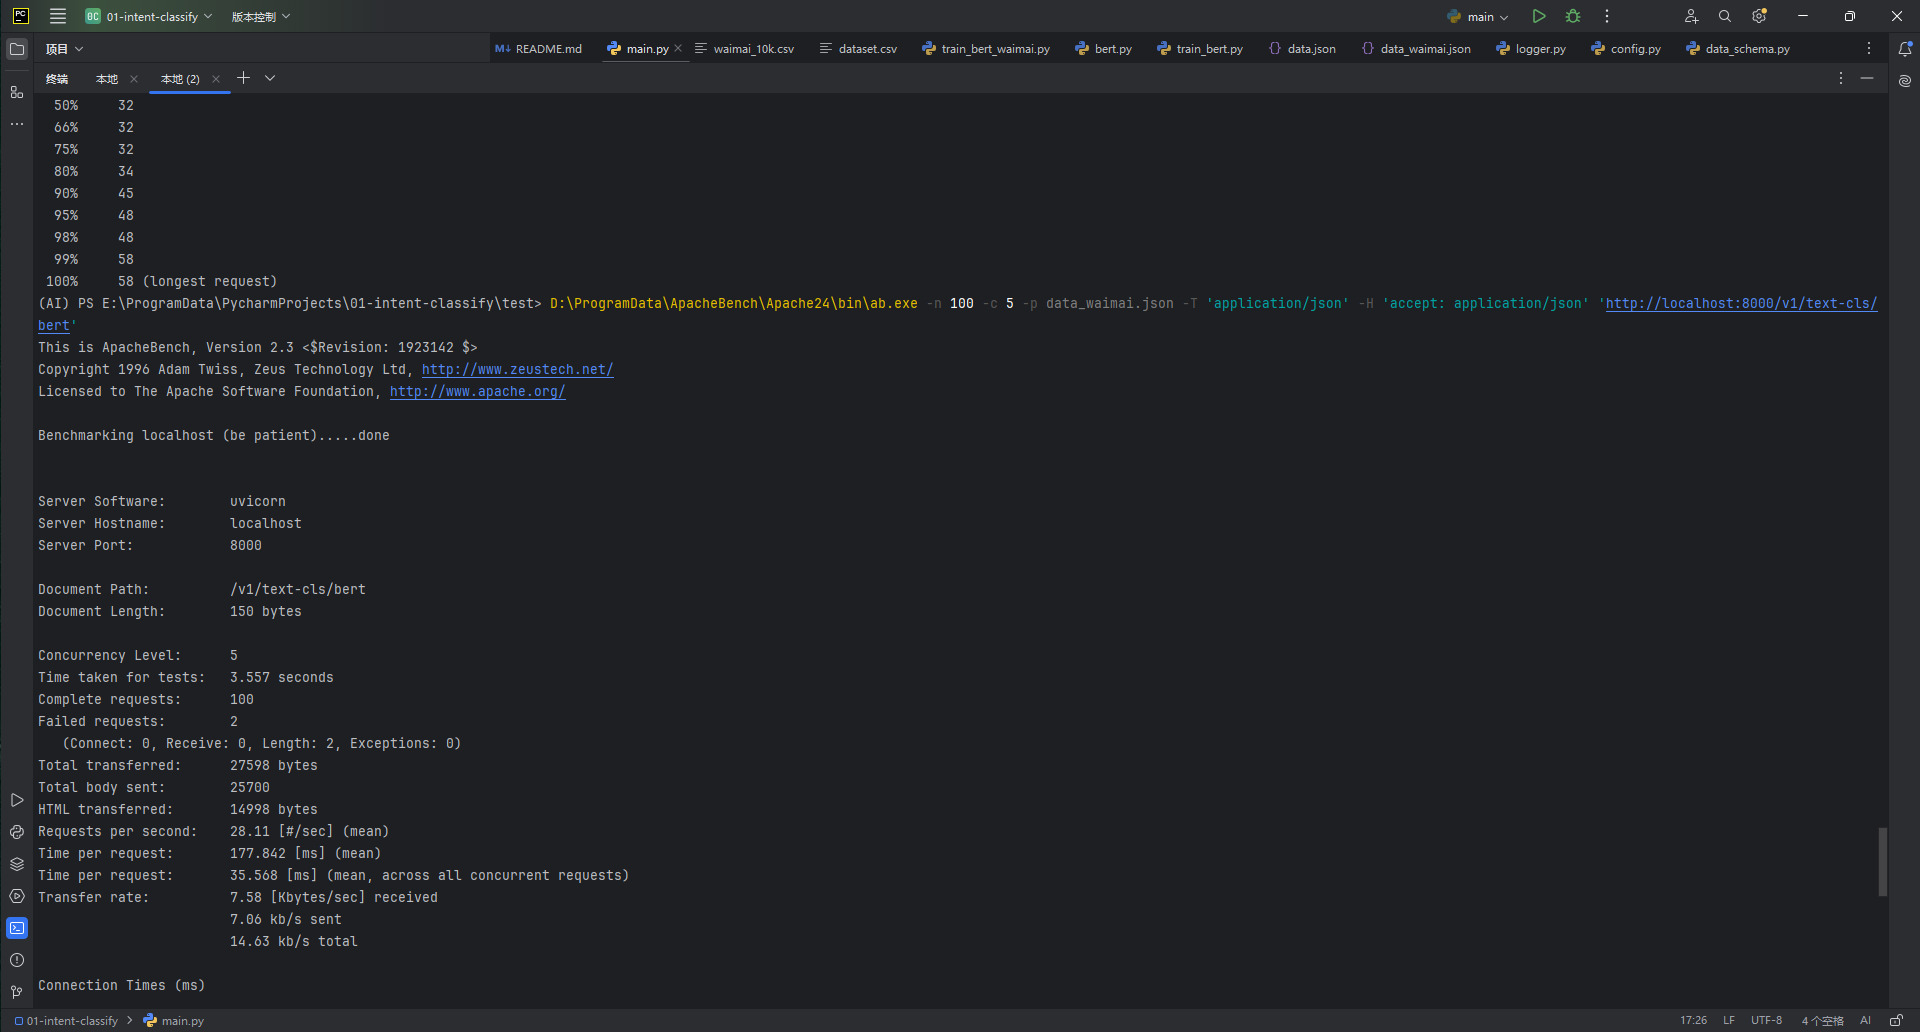 PC
OC 01-intent-classify 版本控制 main
项目 README.md main.py waimai_10k.csv dataset.csv train_bert_waimai.py bert.py train_bert.py data.json data_waimai.json logger.py config.py data_schema.py
终端 本地 本地 (2)
50% 32
66% 32
75% 32
80% 34
90% 45
95% 48
98% 48
99% 58
100% 58 (longest request)
(AI) PS E:\ProgramData\PycharmProjects\01-intent-classify\test> D:\ProgramData\ApacheBench\Apache24\bin\ab.exe -n 100 -c 5 -p data_waimai.json -T 'application/json' -H 'accept: application/json' 'http://localhost:8000/v1/text-cls/
bert'
This is ApacheBench, Version 2.3 <$Revision: 1923142 $>
Copyright 1996 Adam Twiss, Zeus Technology Ltd, http://www.zeustech.net/
Licensed to The Apache Software Foundation, http://www.apache.org/
Benchmarking localhost (be patient).....done
Server Software: uvicorn
Server Hostname: localhost
Server Port: 8000
Document Path: /v1/text-cls/bert
Document Length: 150 bytes
Concurrency Level: 5
Time taken for tests: 3.557 seconds
Complete requests: 100
Failed requests: 2
(Connect: 0, Receive: 0, Length: 2, Exceptions: 0)
Total transferred: 27598 bytes
Total body sent: 25700
HTML transferred: 14998 bytes
Requests per second: 28.11 [#/sec] (mean)
Time per request: 177.842 [ms] (mean)
Time per request: 35.568 [ms] (mean, across all concurrent requests)
Transfer rate: 7.58 [Kbytes/sec] received
7.06 kb/s sent
14.63 kb/s total
Connection Times (ms)
01-intent-classify > main.py 17:26 LF UTF-8 4 个空格 AI